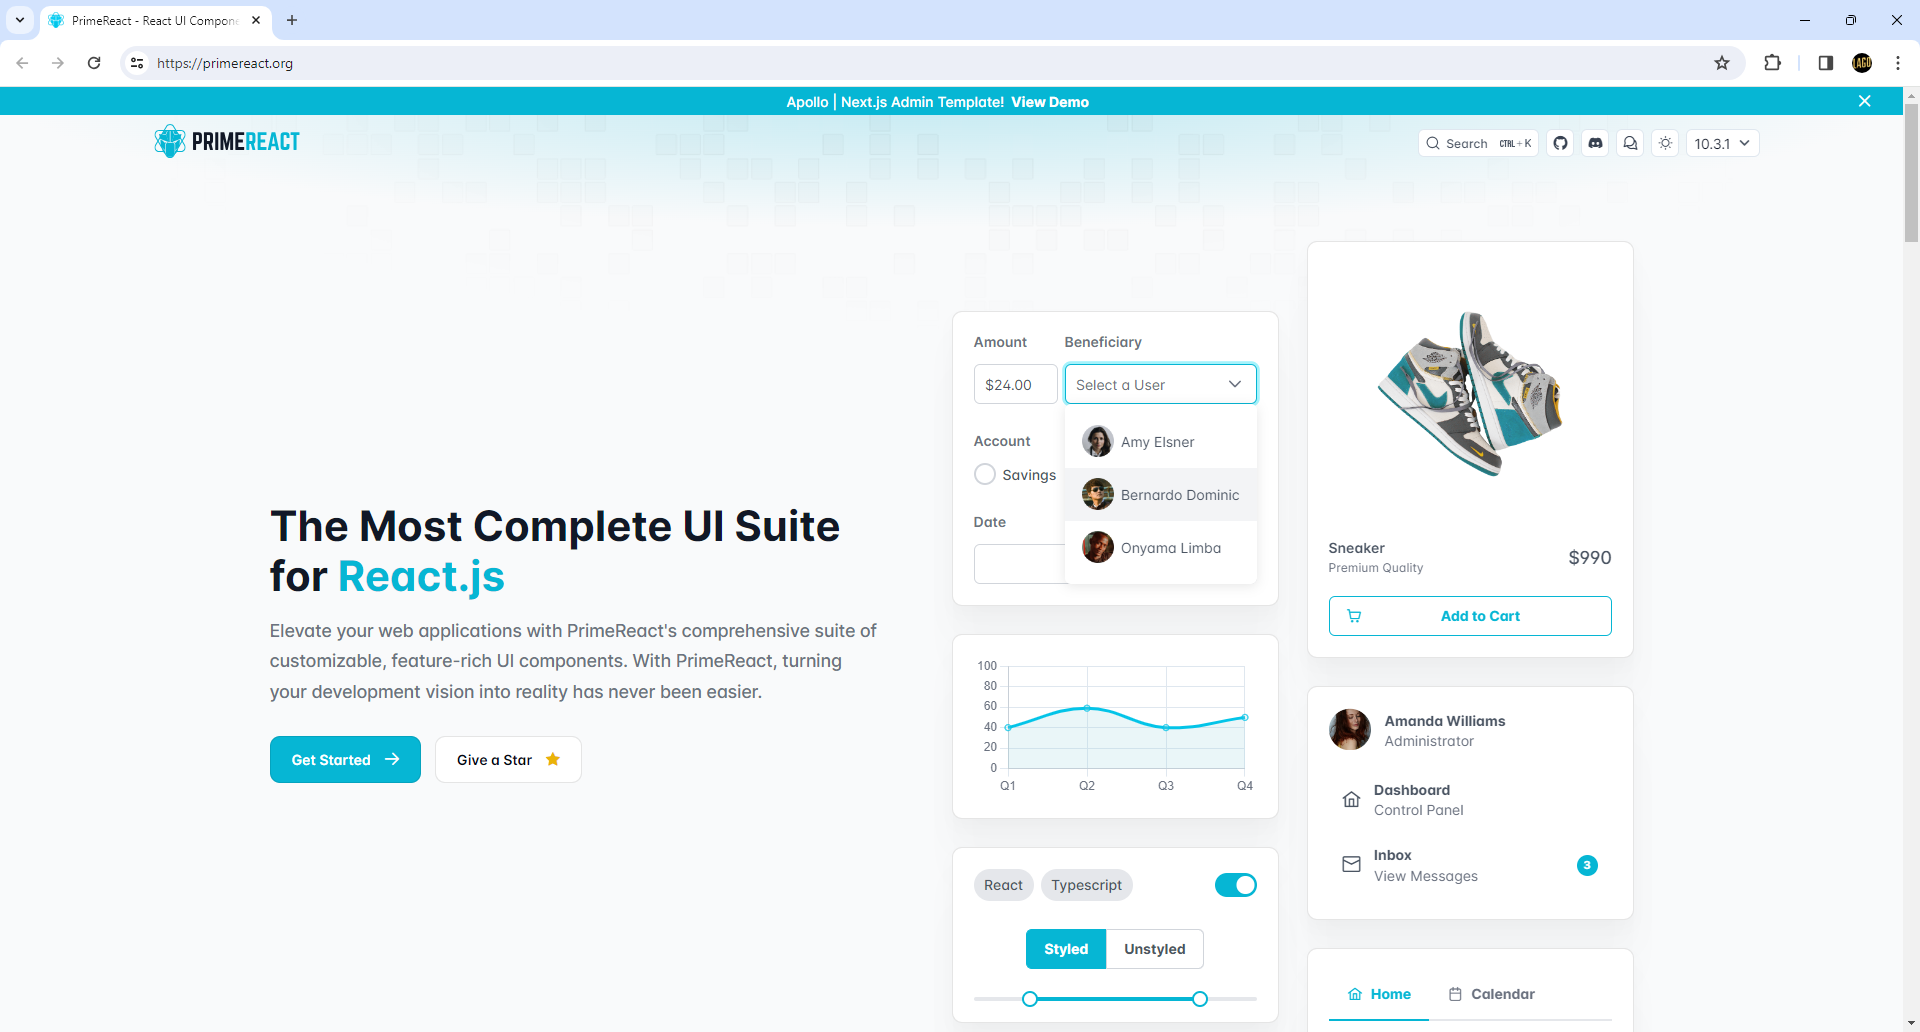 PrimeReact - React UI Compone
https://primereact.org
Apollo | Next.js Admin Template! View Demo
PRIMEREACT
Search CTRL+K
10.3.1
The Most Complete UI Suite
for React.js
Elevate your web applications with PrimeReact's comprehensive suite of
customizable, feature-rich UI components. With PrimeReact, turning
your development vision into reality has never been easier.
Get Started
Give a Star
Amount
Beneficiary
$24.00
Select a User
Amy Elsner
Bernardo Dominic
Onyama Limba
Account
Savings
Date
100
80
60
40
20
0
Q1 Q2 Q3 Q4
React
Typescript
Styled
Unstyled
Sneaker
Premium Quality
$990
Add to Cart
Amanda Williams
Administrator
Dashboard
Control Panel
Inbox
View Messages
3
Home
Calendar